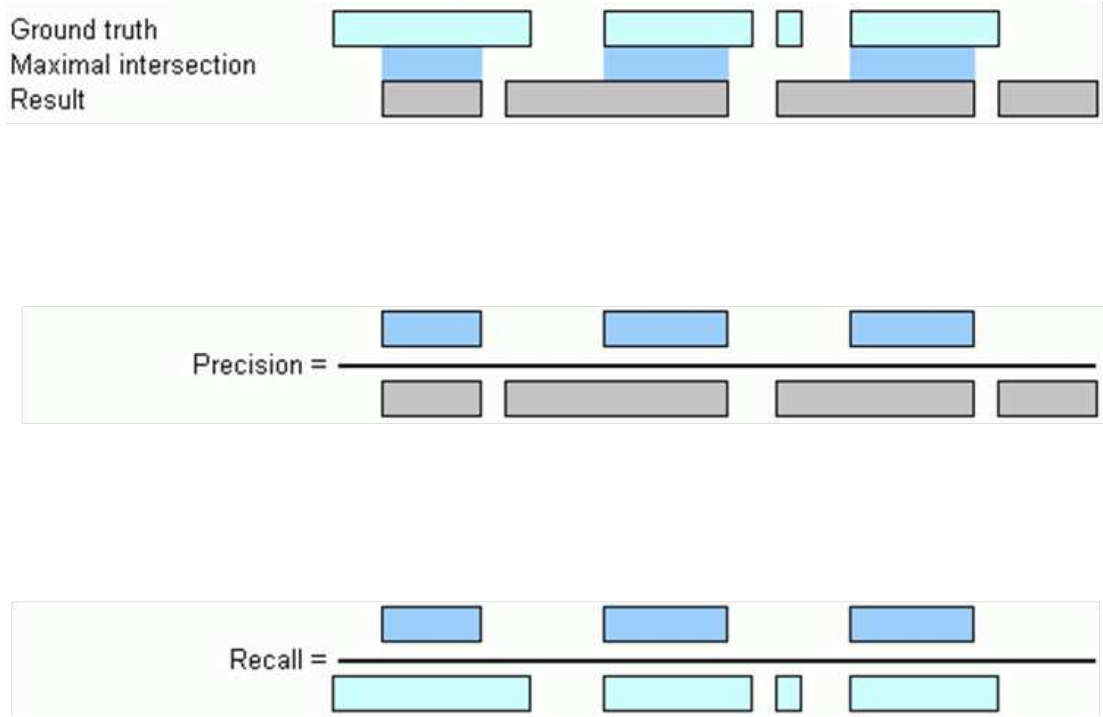 Ground truth
Maximal intersection
Result
Precision =
Recall =